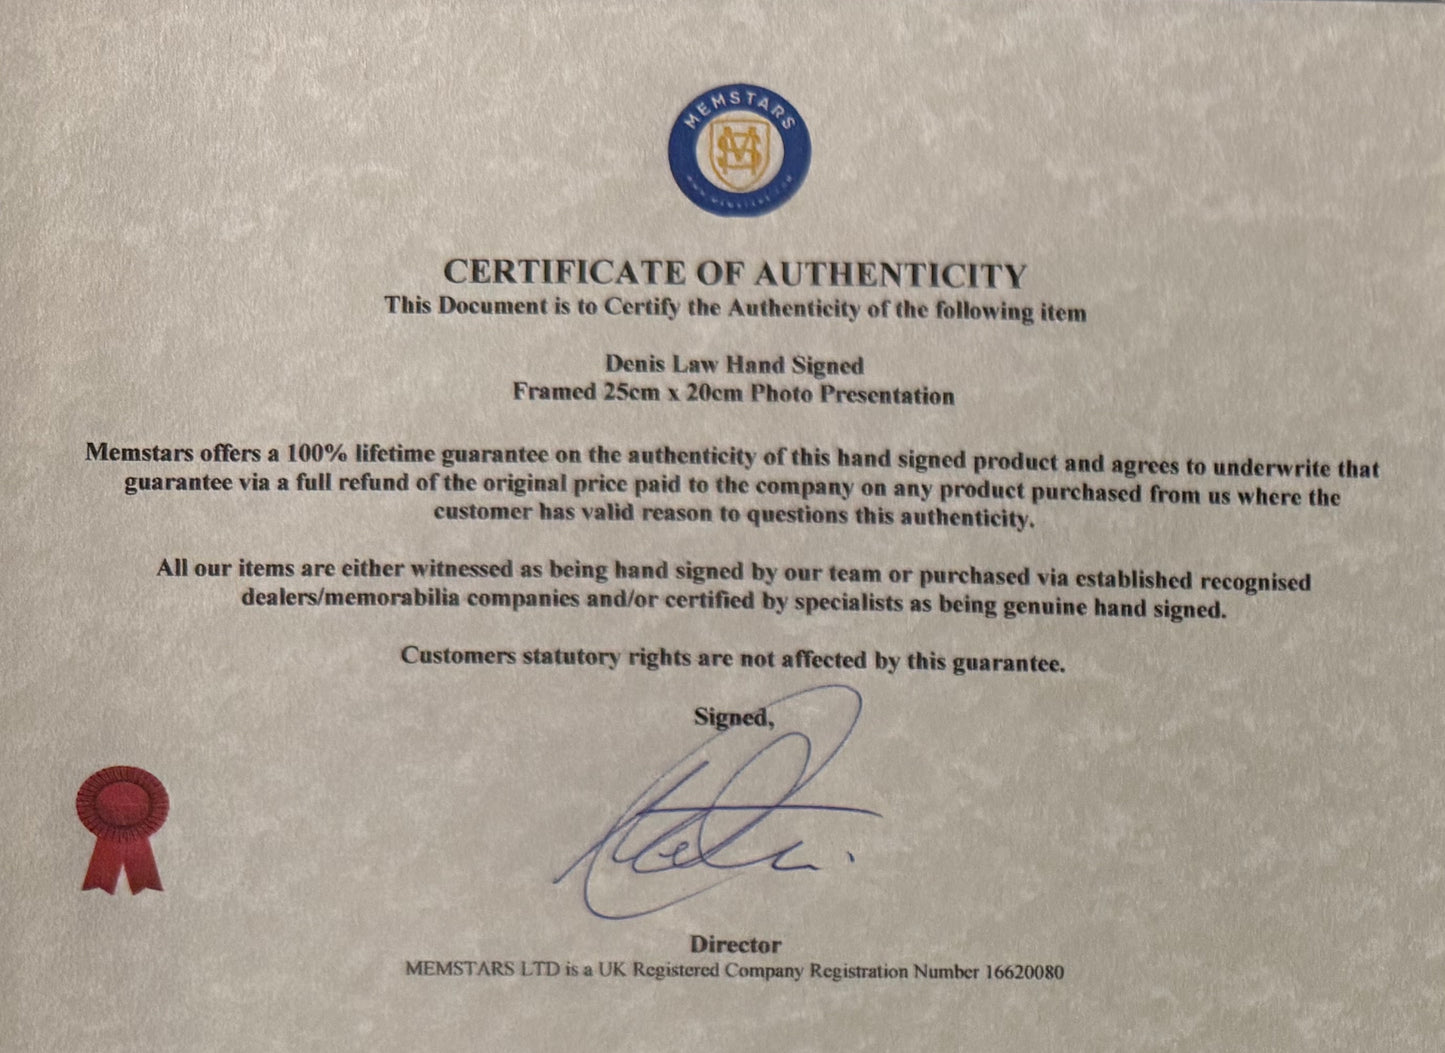 MEMSTARS
CERTIFICATE OF AUTHENTICITY
This Document is to Certify the Authenticity of the following item
Denis Law Hand Signed
Framed 25cm x 20cm Photo Presentation
Memstars offers a 100% lifetime guarantee on the authenticity of this hand signed product and agrees to underwrite that
guarantee via a full refund of the original price paid to the company on any product purchased from us where the
customer has valid reason to questions this authenticity.
All our items are either witnessed as being hand signed by our team or purchased via established recognised
dealers/memorabilia companies and/or certified by specialists as being genuine hand signed.
Customers statutory rights are not affected by this guarantee.
Signed,
Director
MEMSTARS LTD is a UK Registered Company Registration Number 16620080